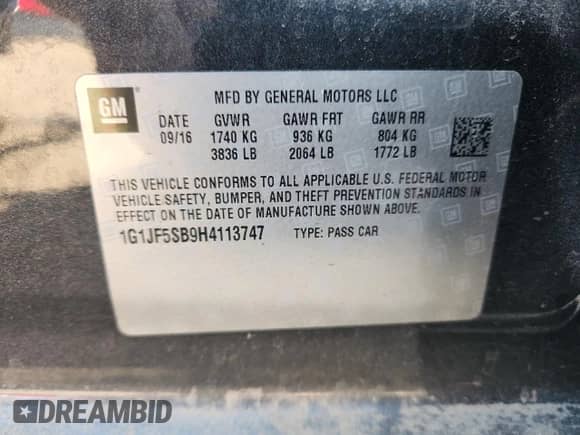 GM
MFD BY GENERAL MOTORS LLC
DATE GVWR GAWR FRT GAWR RR
09/16 1740 KG 936 KG 804 KG
3836 LB 2064 LB 1772 LB
THIS VEHICLE CONFORMS TO ALL APPLICABLE U.S. FEDERAL MOTOR
VEHICLE SAFETY, BUMPER, AND THEFT PREVENTION STANDARDS IN
EFFECT ON THE DATE OF MANUFACTURE SHOWN ABOVE.
1G1JF5SB9H4113747 TYPE: PASS CAR
DREAMBID